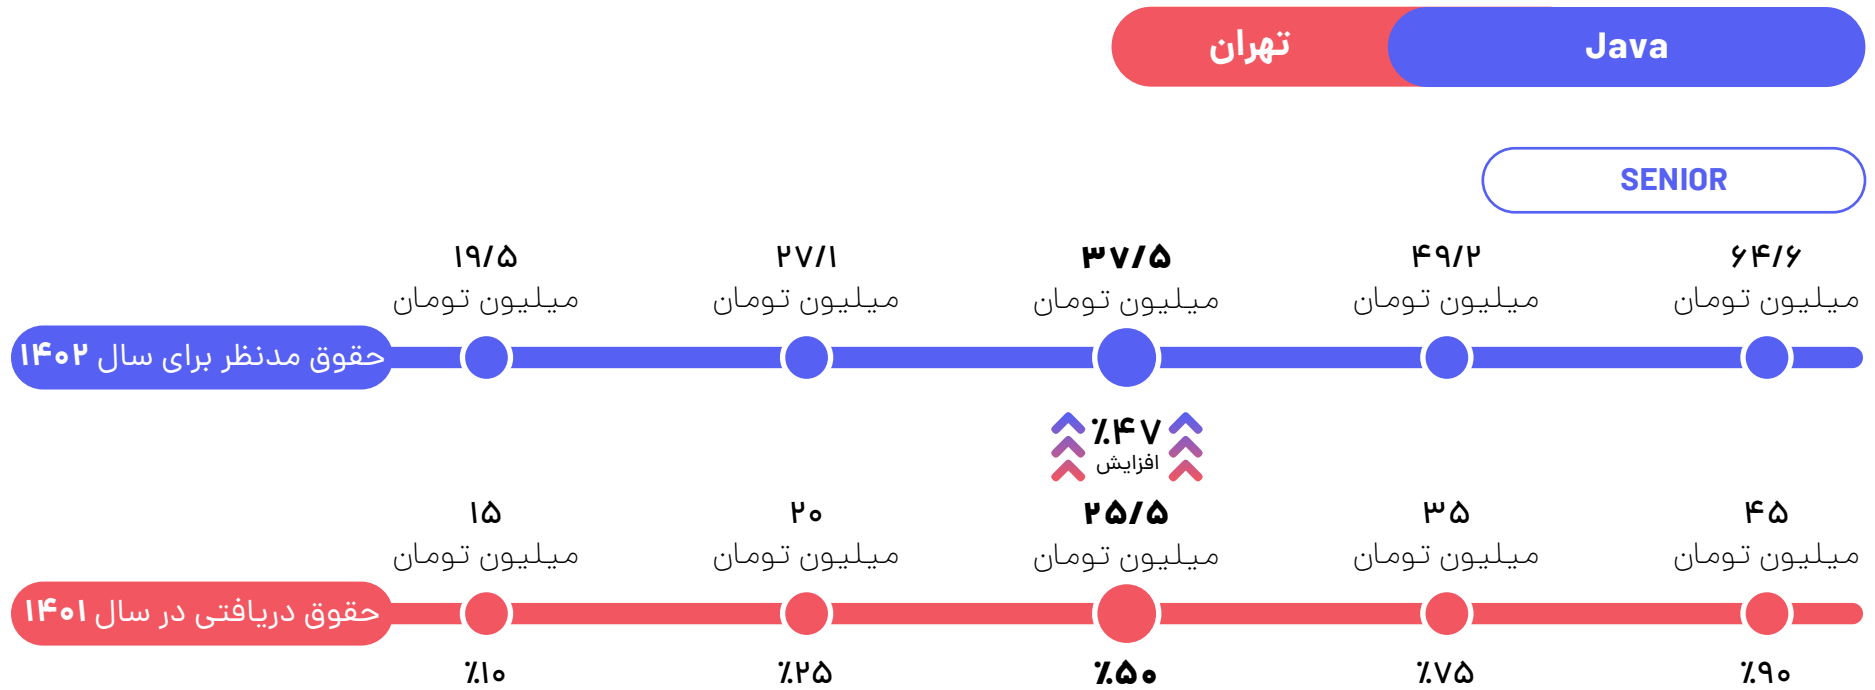 Java
تهران
SENIOR
۱۹/۵
میلیون تومان
۲۷/۱
میلیون تومان
۳۷/۵
میلیون تومان
۴۹/۲
میلیون تومان
۶۴/۶
میلیون تومان
حقوق مدنظر برای سال ۱۴۰۲
٪۴۷
افزایش
۱۵
میلیون تومان
۲۰
میلیون تومان
۲۵/۵
میلیون تومان
۳۵
میلیون تومان
۴۵
میلیون تومان
حقوق دریافتی در سال ۱۴۰۱
٪۱۰
٪۲۵
٪۵۰
٪۷۵
٪۹۰